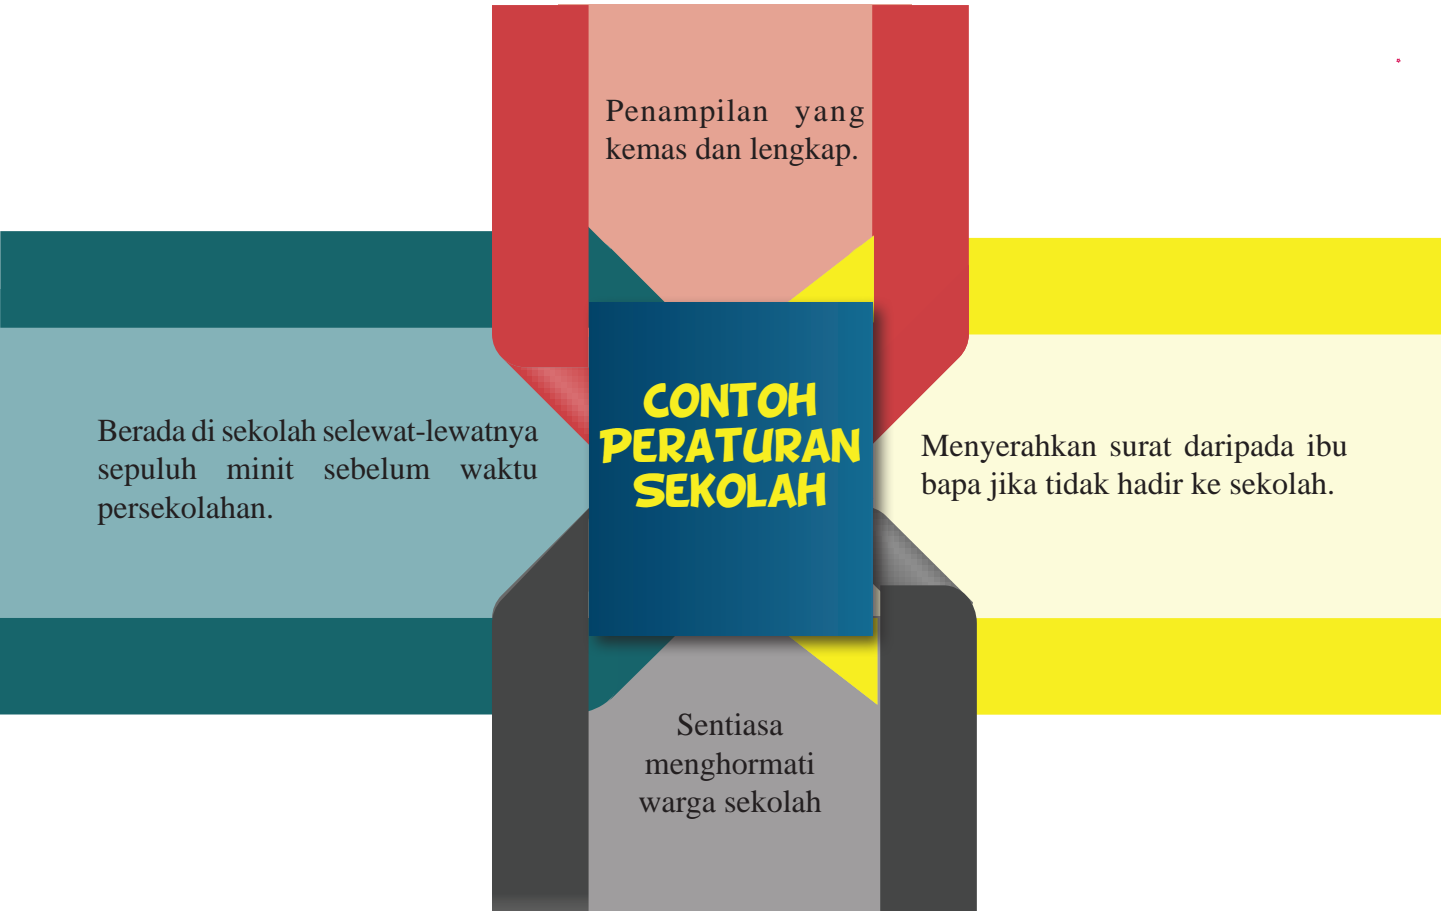 Penampilan yang
kemas dan lengkap.
Berada di sekolah selewat-lewatnya
sepuluh minit sebelum waktu
persekolahan.
CONTOH
PERATURAN
SEKOLAH
Menyerahkan surat daripada ibu
bapa jika tidak hadir ke sekolah.
Sentiasa
menghormati
warga sekolah